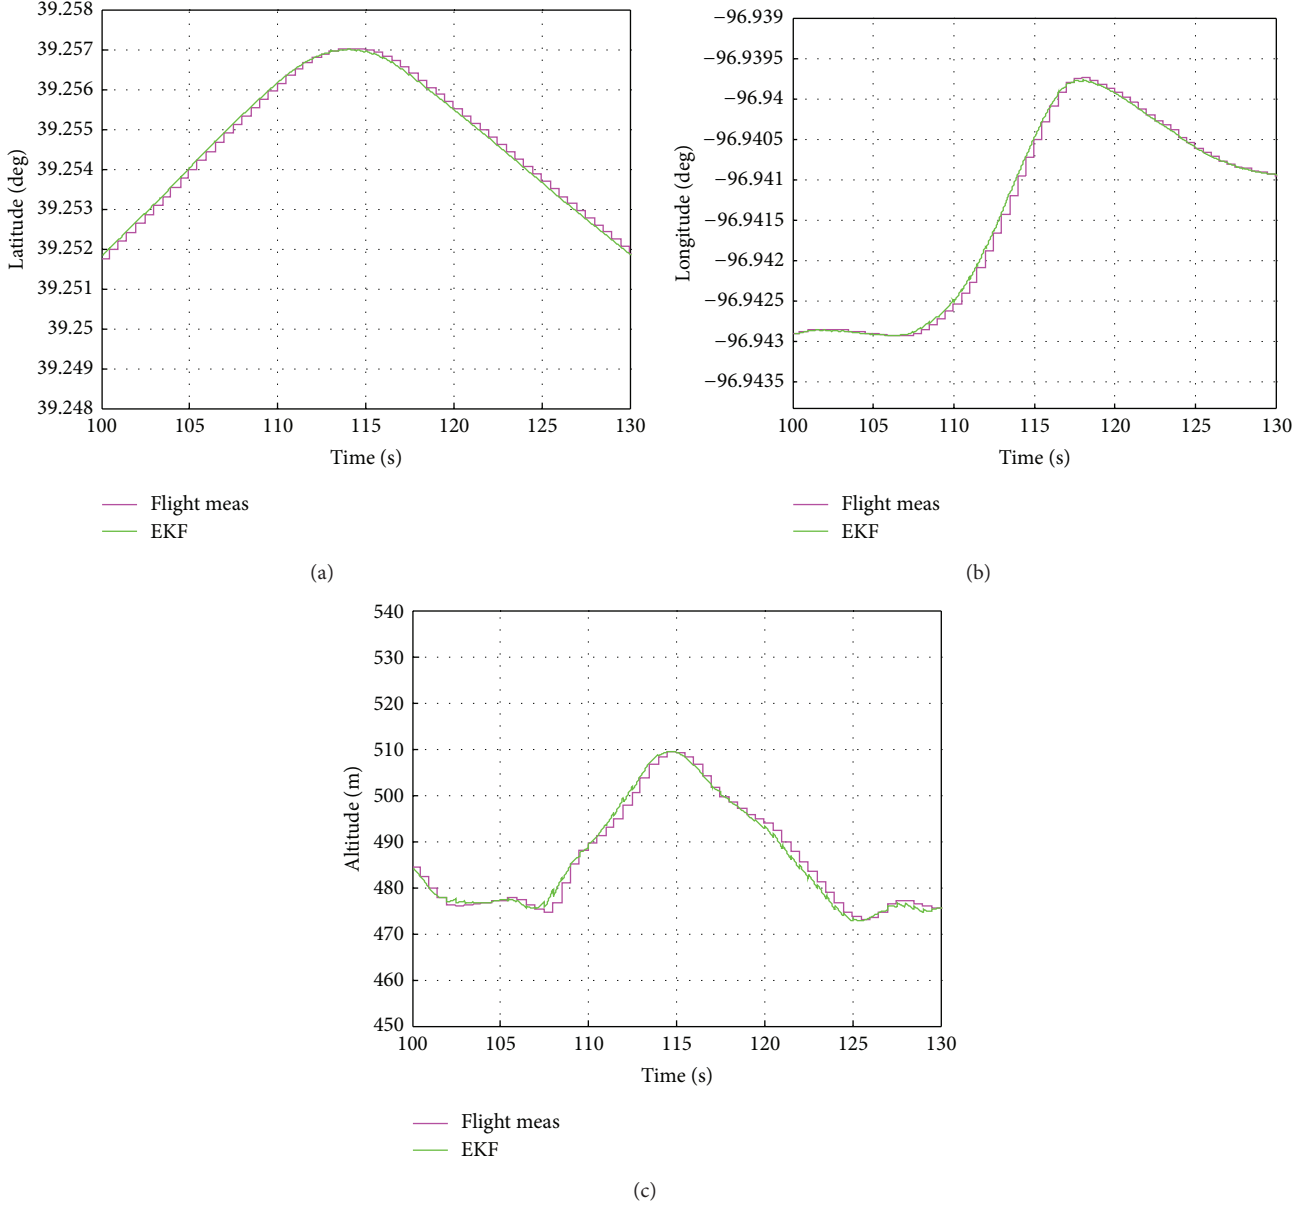 39.258
39.257
39.256
39.255
39.254
39.253
39.252
39.251
39.25
39.249
39.248
Latitude (deg)
100 105 110 115 120 125 130
Time (s)
Flight meas
EKF
(a)
−96.939
−96.9395
−96.94
−96.9405
−96.941
−96.9415
−96.942
−96.9425
−96.943
−96.9435
Longitude (deg)
100 105 110 115 120 125 130
Time (s)
Flight meas
EKF
(b)
540
530
520
510
500
490
480
470
460
450
Altitude (m)
100 105 110 115 120 125 130
Time (s)
Flight meas
EKF
(c)